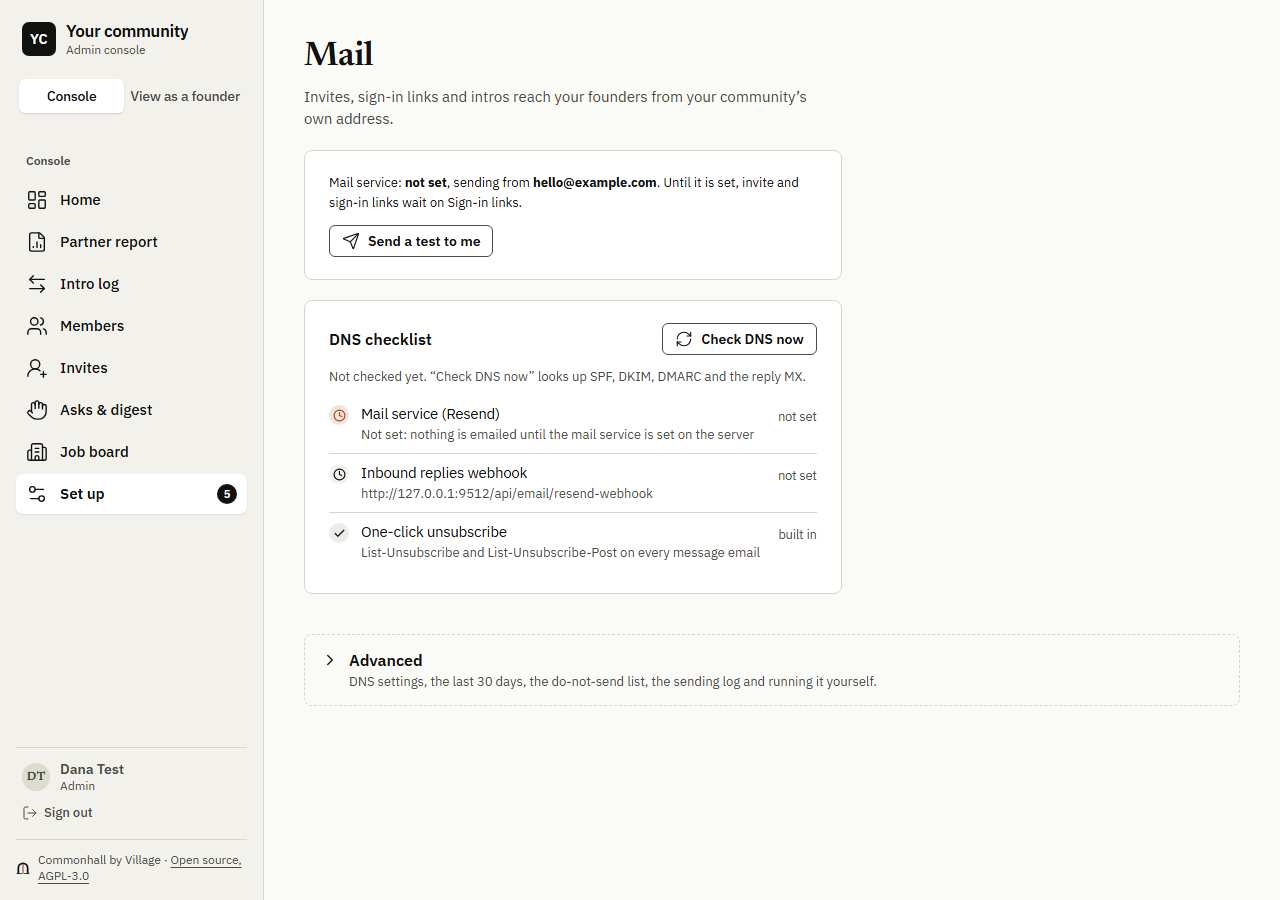 YC
Your community
Admin console
Console
View as a founder
Console
Home
Partner report
Intro log
Members
Invites
Asks & digest
Job board
Set up
5
DT
Dana Test
Admin
Sign out
Commonhall by Village · Open source,
AGPL-3.0
Mail
Invites, sign-in links and intros reach your founders from your community’s
own address.
Mail service: not set, sending from hello@example.com. Until it is set, invite and
sign-in links wait on Sign-in links.
Send a test to me
DNS checklist
Check DNS now
Not checked yet. “Check DNS now” looks up SPF, DKIM, DMARC and the reply MX.
Mail service (Resend)
not set
Not set: nothing is emailed until the mail service is set on the server
Inbound replies webhook
not set
http://127.0.0.1:9512/api/email/resend-webhook
One-click unsubscribe
built in
List-Unsubscribe and List-Unsubscribe-Post on every message email
Advanced
DNS settings, the last 30 days, the do-not-send list, the sending log and running it yourself.